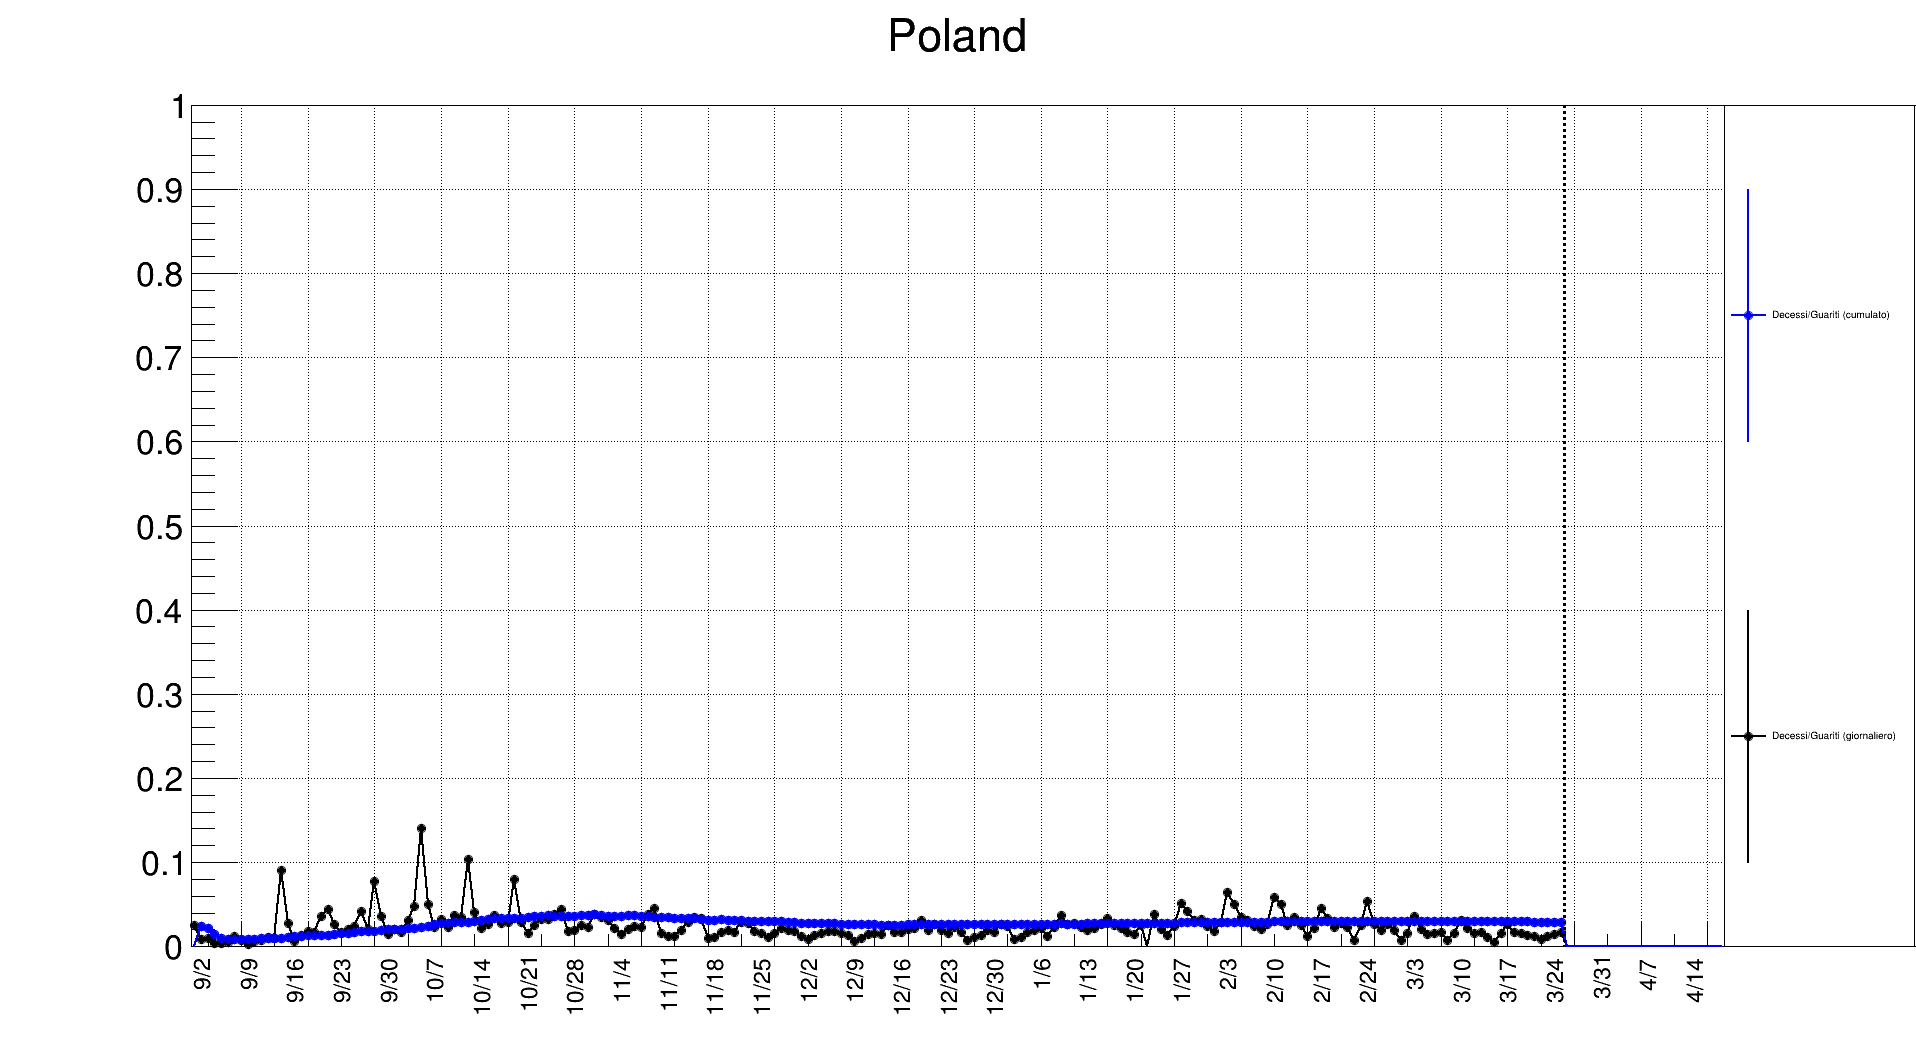 Poland
1
0.9
0.8
0.7
0.6
0.5
0.4
0.3
0.2
0.1
0
9/2 9/9 9/16 9/23 9/30 10/7 10/14 10/21 10/28 11/4 11/11 11/18 11/25 12/2 12/9 12/16 12/23 12/30 1/6 1/13 1/20 1/27 2/3 2/10 2/17 2/24 3/3 3/10 3/17 3/24 3/31 4/7 4/14
Decessi/Guariti (cumulato)
Decessi/Guariti (giornaliero)